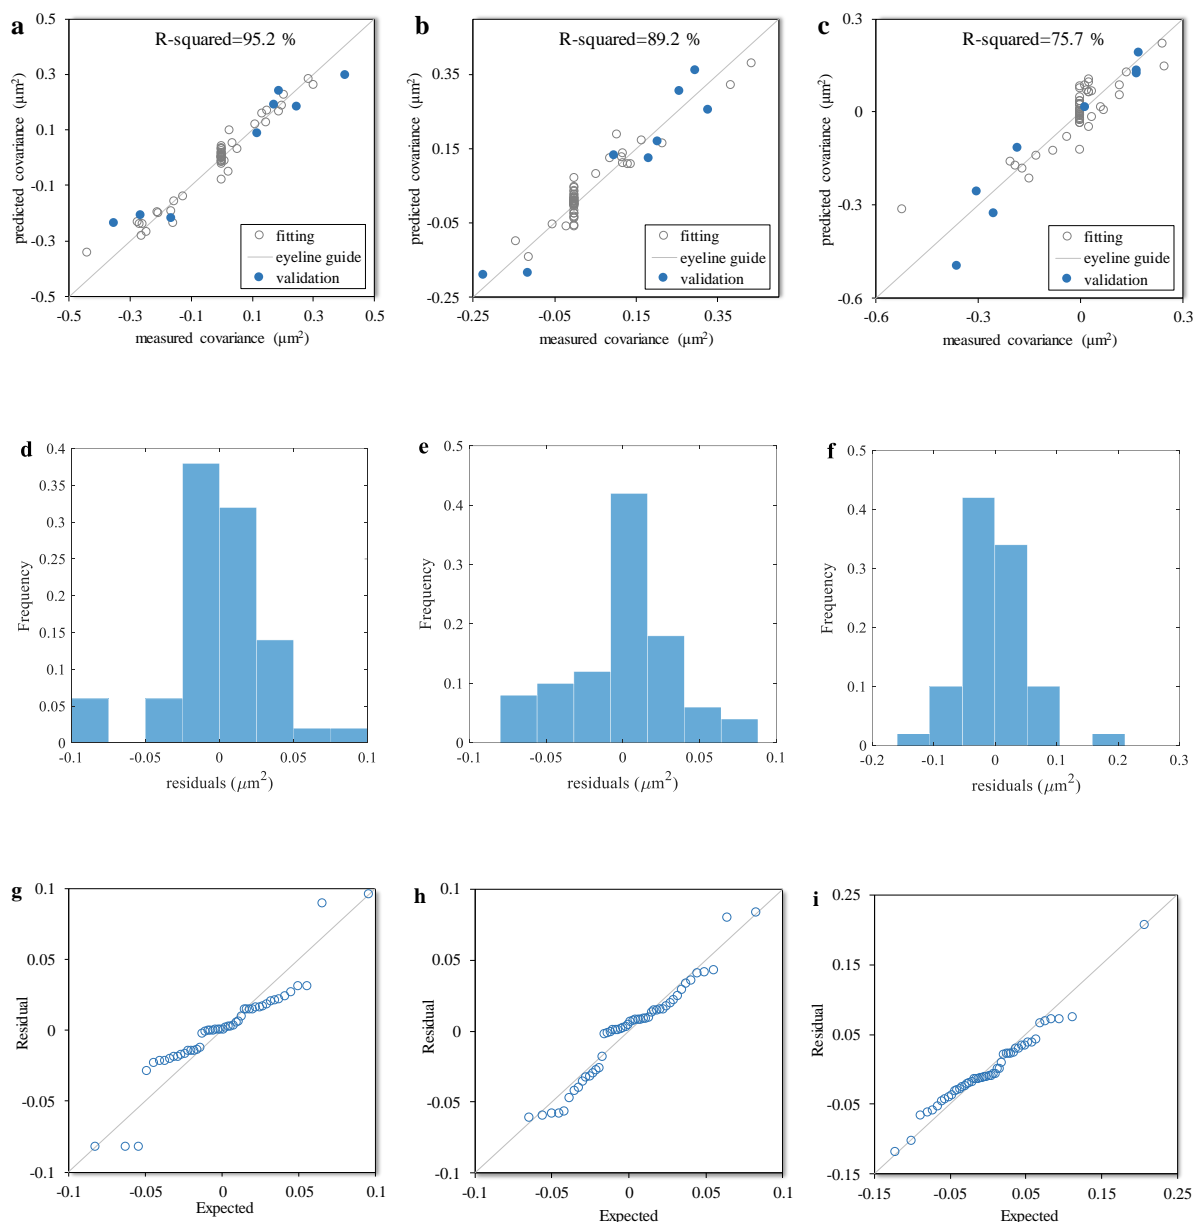 a
R-squared=95.2 %
predicted covariance (μm²)
0.5
0.3
0.1
-0.1
-0.3
-0.5
-0.5 -0.3 -0.1 0.1 0.3 0.5
measured covariance (μm²)
fitting
eyeline guide
validation
b
R-squared=89.2 %
predicted covariance (μm²)
0.35
0.15
-0.05
-0.25
-0.25 -0.05 0.15 0.35
measured covariance (μm²)
fitting
eyeline guide
validation
c
R-squared=75.7 %
predicted covariance (μm²)
0.3
0
-0.3
-0.6
-0.6 -0.3 0 0.3
measured covariance (μm²)
fitting
eyeline guide
validation
d
Frequency
0.4
0.35
0.3
0.25
0.2
0.15
0.1
0.05
0
-0.1 -0.05 0 0.05 0.1
residuals (μm²)
e
Frequency
0.5
0.4
0.3
0.2
0.1
0
-0.1 0 0.1
residuals (μm²)
f
Frequency
0.5
0.4
0.3
0.2
0.1
0
-0.2 -0.1 0 0.1 0.2 0.3
residuals (μm²)
g
Residual
0.1
0.05
0
-0.05
-0.1
-0.1 -0.05 0 0.05 0.1
Expected
h
Residual
0.1
0.05
0
-0.05
-0.1
-0.1 -0.05 0 0.05 0.1
Expected
i
Residual
0.25
0.15
0.05
-0.05
-0.15
-0.15 -0.05 0.05 0.15 0.25
Expected